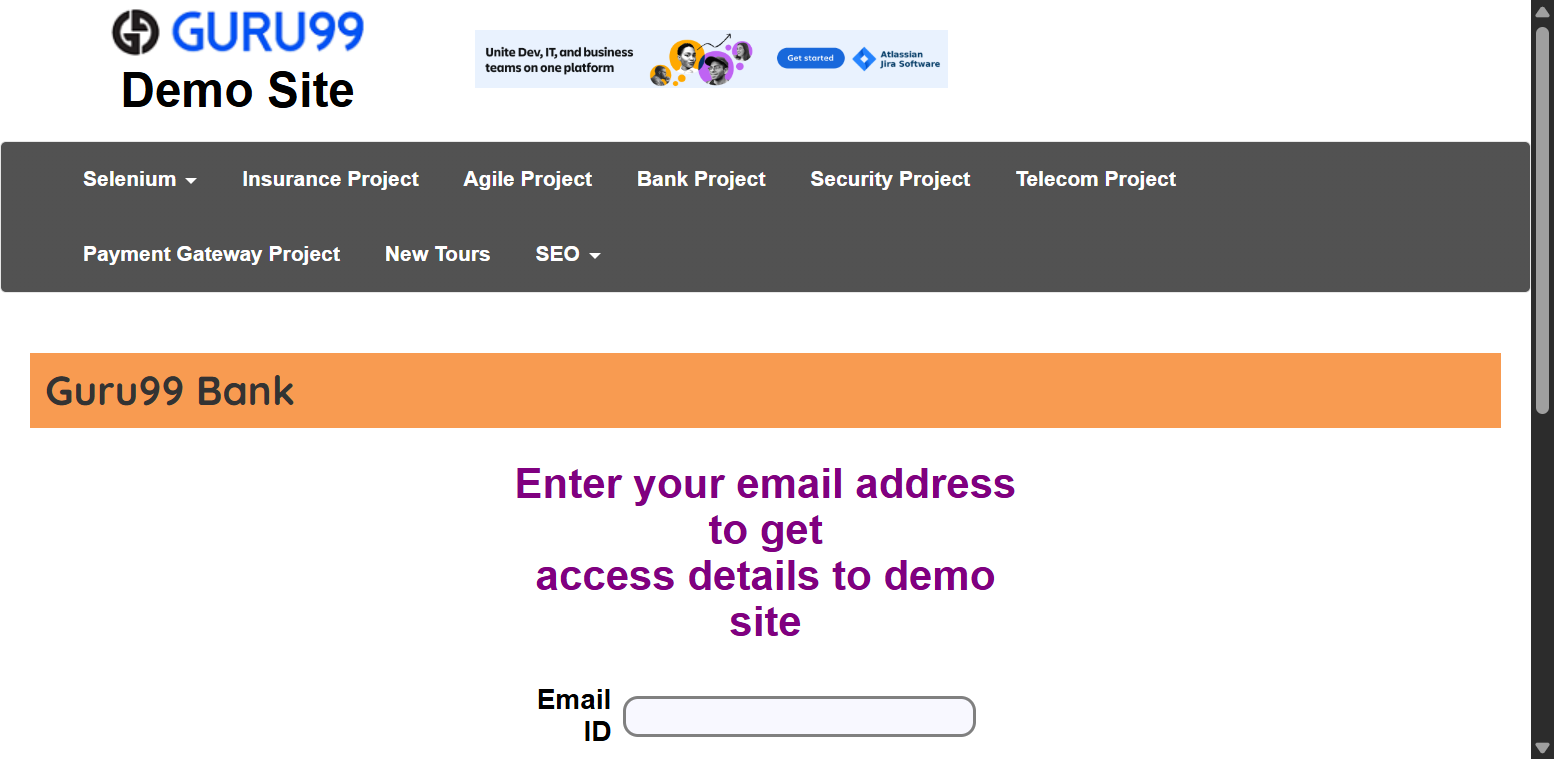 GURU99
Demo Site
Unite Dev, IT, and business
teams on one platform
Get started
Atlassian
Jira Software
Selenium
Insurance Project
Agile Project
Bank Project
Security Project
Telecom Project
Payment Gateway Project
New Tours
SEO
Guru99 Bank
Enter your email address
to get
access details to demo
site
Email
ID